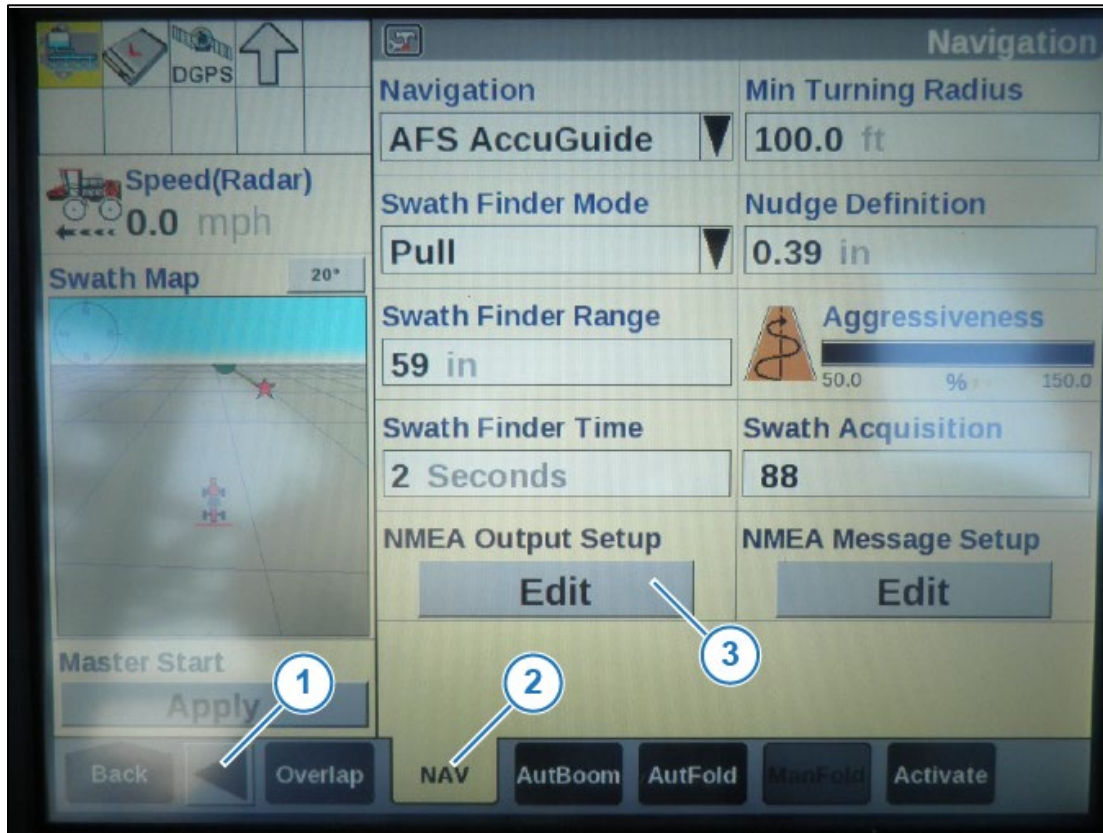 DGPS
Navigation
Speed(Radar)
0.0 mph
Swath Map
20°
Master Start
Apply
Navigation
AFS AccuGuide
Min Turning Radius
100.0 ft
Swath Finder Mode
Pull
Nudge Definition
0.39 in
Swath Finder Range
59 in
Aggressiveness
50.0 % 150.0
Swath Finder Time
2 Seconds
Swath Acquisition
88
NMEA Output Setup
Edit
NMEA Message Setup
Edit
1
2
3
Back
Overlap
NAV
AutBoom
AutFold
ManFold
Activate